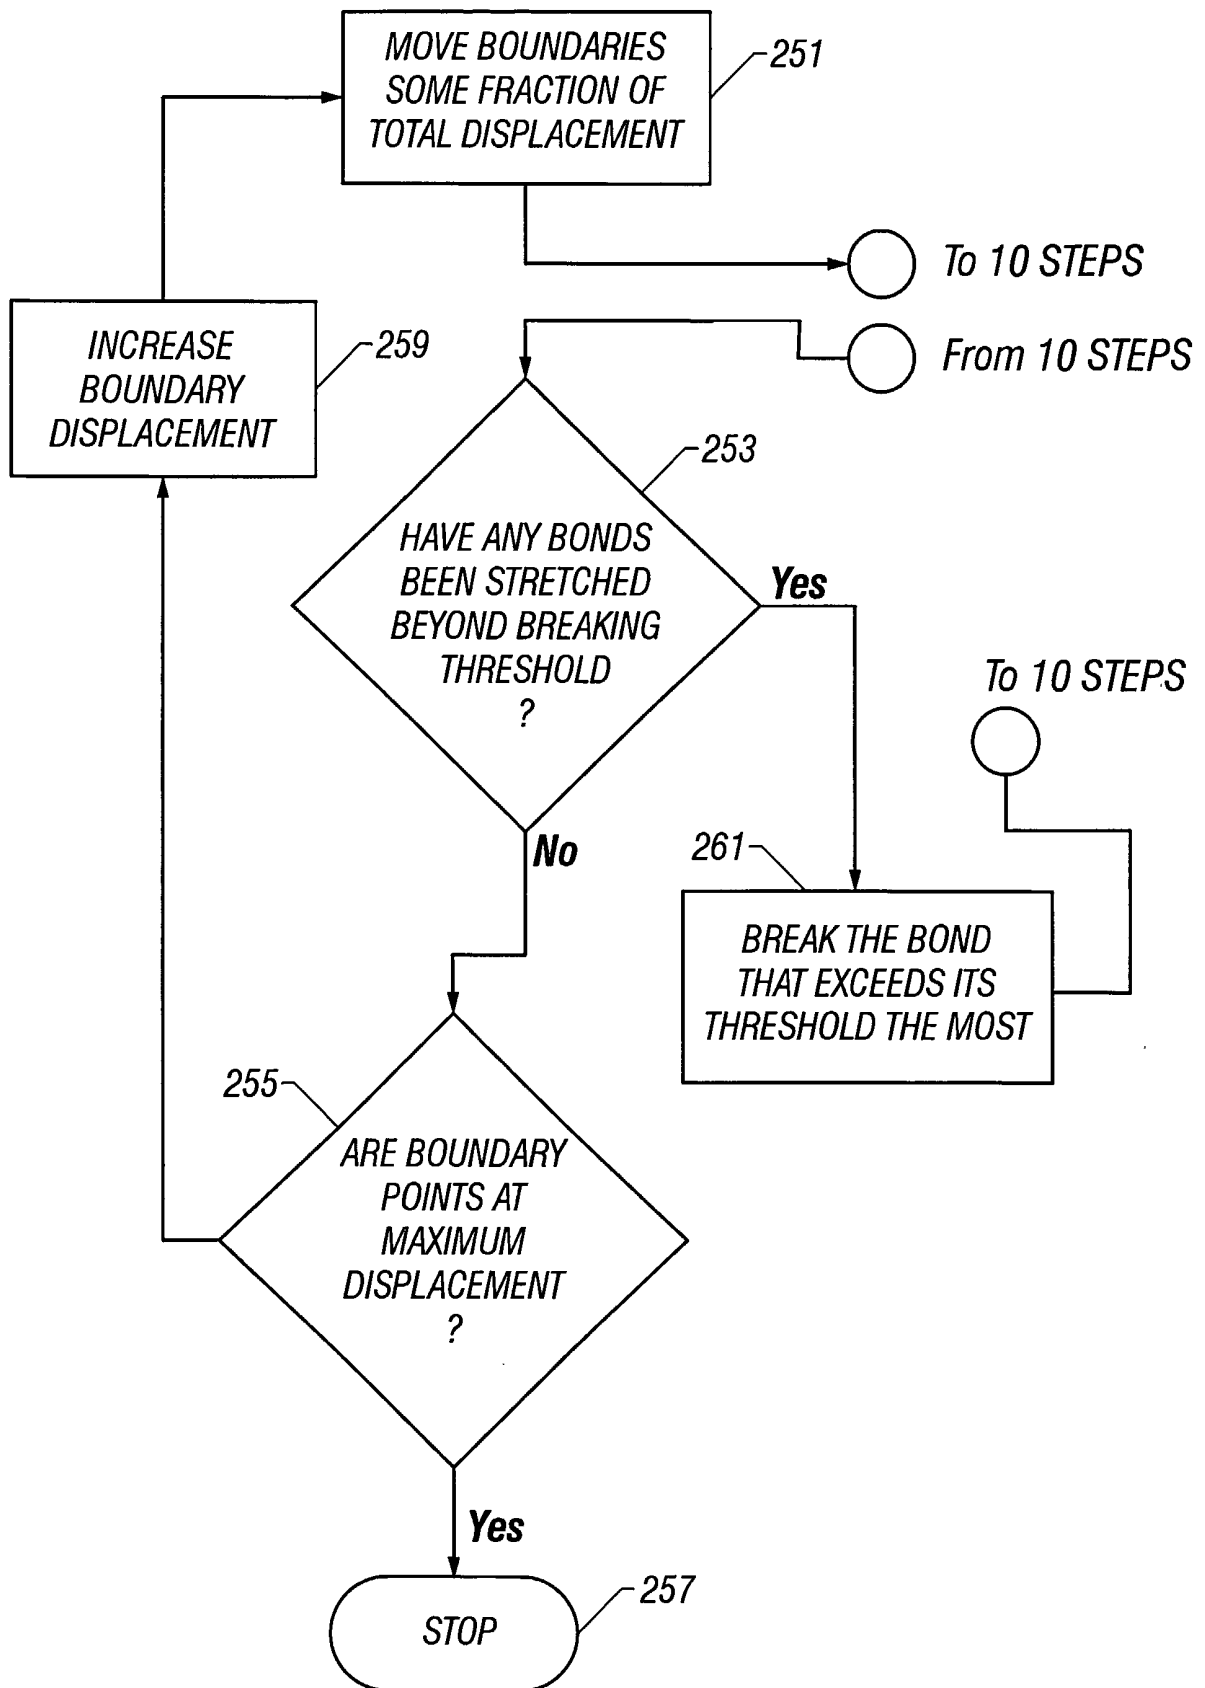 MOVE BOUNDARIES
SOME FRACTION OF
TOTAL DISPLACEMENT
251
To 10 STEPS
From 10 STEPS
INCREASE
BOUNDARY
DISPLACEMENT
259
253
HAVE ANY BONDS
BEEN STRETCHED
BEYOND BREAKING
THRESHOLD
?
Yes
To 10 STEPS
No
261
BREAK THE BOND
THAT EXCEEDS ITS
THRESHOLD THE MOST
255
ARE BOUNDARY
POINTS AT
MAXIMUM
DISPLACEMENT
?
Yes
257
STOP